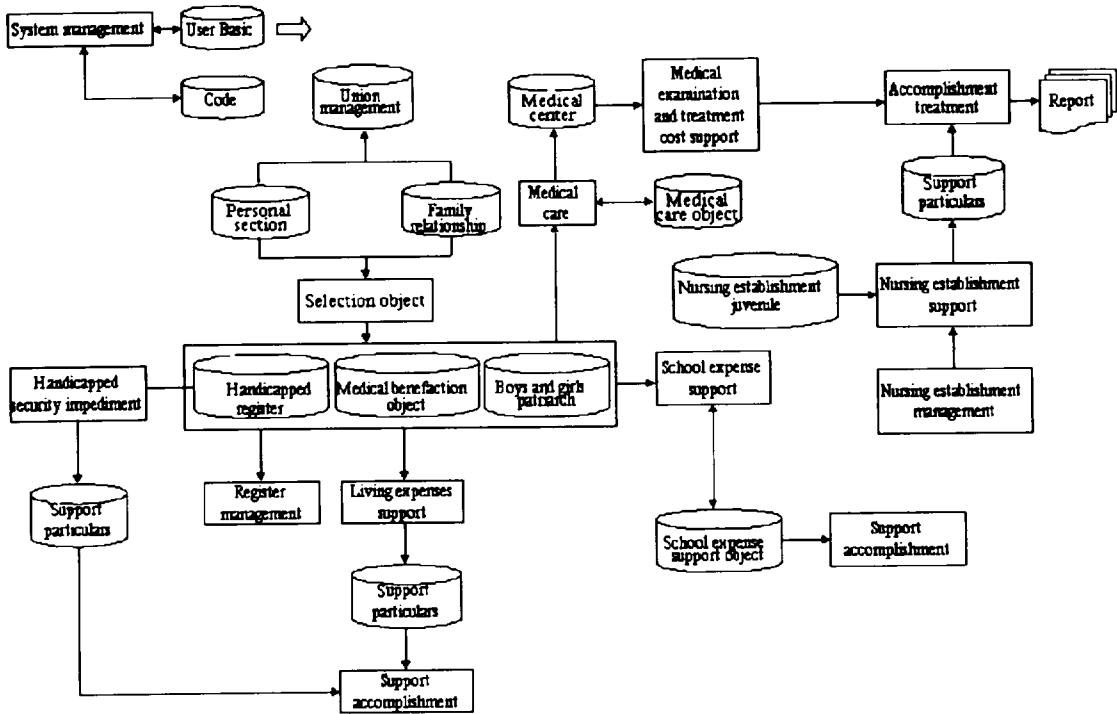 System management
User Basic
Code
Union
management
Personal
section
Family
relationship
Selection object
Medical
center
Medical
examination
and treatment
cost support
Accomplishment
treatment
Report
Medical
care
Medical
care object
Support
particulars
Nursing establishment
juvenile
Nursing establishment
support
Nursing establishment
management
Handicapped
security impediment
Handicapped
register
Medical benefaction
object
Boys and girls
patriarch
School expense
support
Support
particulars
Register
management
Living expenses
support
School expense
support object
Support
accomplishment
Support
particulars
Support
accomplishment